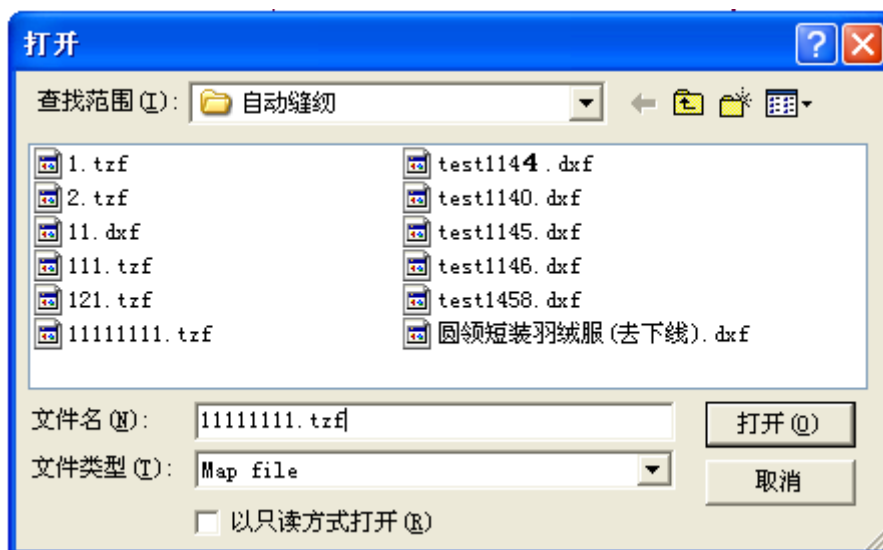 打开
查找范围(I): 自动缝纫
1.tzf
2.tzf
11.dxf
111.tzf
121.tzf
11111111.tzf
test1144.dxf
test1140.dxf
test1145.dxf
test1146.dxf
test1458.dxf
圆领短装羽绒服(去下线).dxf
文件名(N): 11111111.tzf 打开(O)
文件类型(T): Map file 取消
以只读方式打开(R)